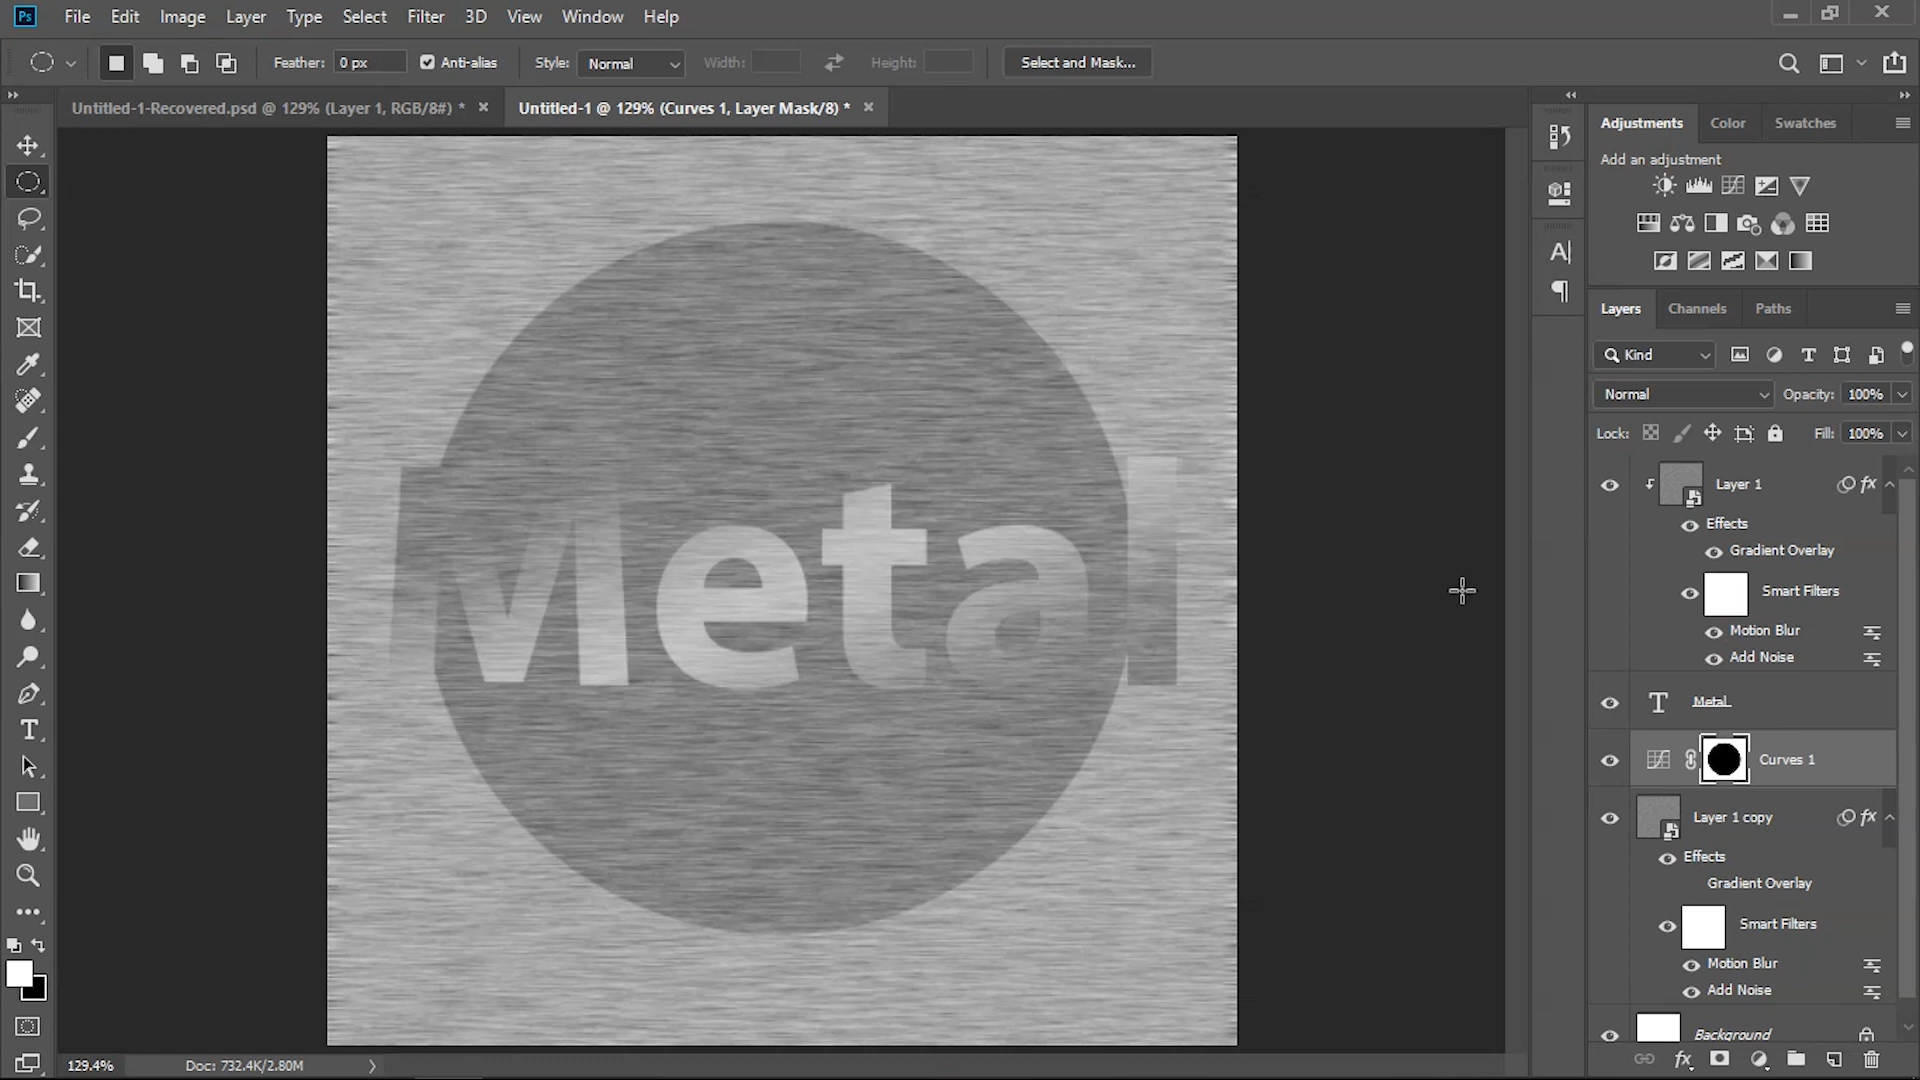 Ps File Edit Image Layer Type Select Filter 3D View Window Help
Feather: 0 px Anti-alias Style: Normal Width: Height: Select and Mask...
Untitled-1-Recovered.psd @ 129% (Layer 1, RGB/8#) * Untitled-1 @ 129% (Curves 1, Layer Mask/8) *
Adjustments Color Swatches
Add an adjustment
Layers Channels Paths
Kind
Normal Opacity: 100%
Lock: Fill: 100%
Layer 1 fx
Effects
Gradient Overlay
Smart Filters
Motion Blur
Add Noise
Metal
Curves 1
Layer 1 copy fx
Effects
Gradient Overlay
Smart Filters
Motion Blur
Add Noise
Background
Metal
129.4% Doc: 732.4K/2.80M